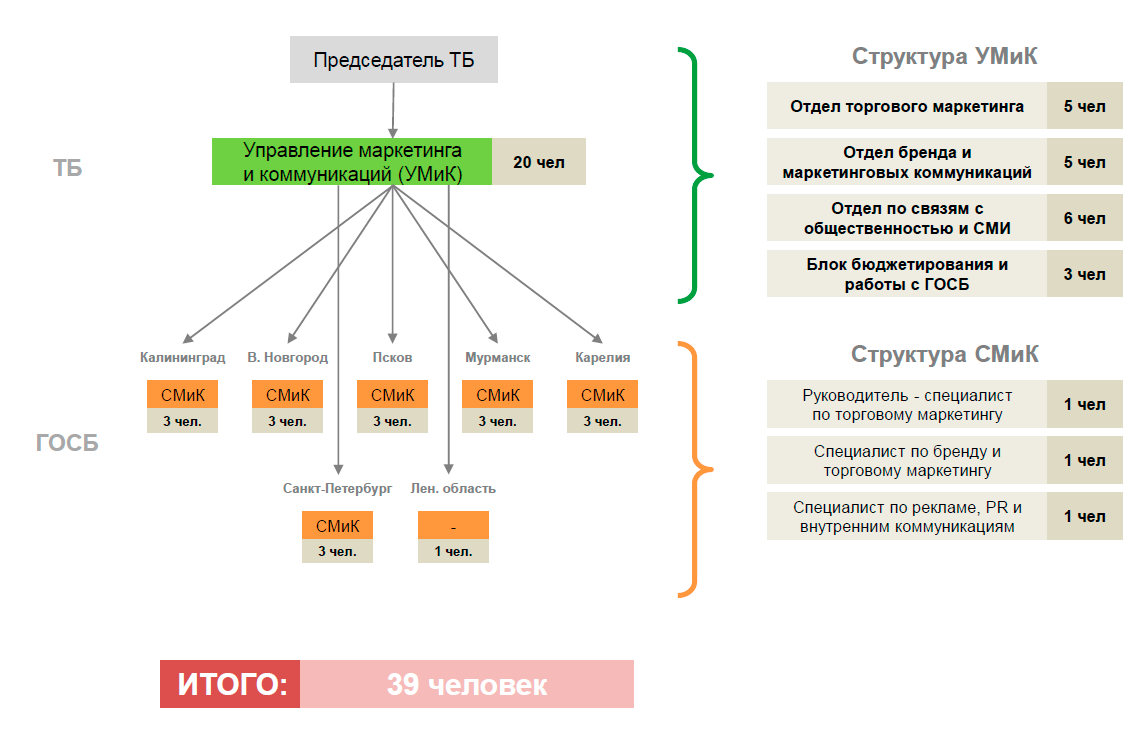 Председатель ТБ
ТБ
Управление маркетинга
и коммуникаций (УМиК)
20 чел
Калининград
В. Новгород
Псков
Мурманск
Карелия
СМиК
СМиК
СМиК
СМиК
СМиК
3 чел.
3 чел.
3 чел.
3 чел.
3 чел.
ГОСБ
Санкт-Петербург
Лен. область
СМиК
-
3 чел.
1 чел.
Структура УМиК
Отдел торгового маркетинга
5 чел
Отдел бренда и
маркетинговых коммуникаций
5 чел
Отдел по связям с
общественностью и СМИ
6 чел
Блок бюджетирования и
работы с ГОСБ
3 чел
Структура СМиК
Руководитель - специалист
по торговому маркетингу
1 чел
Специалист по бренду и
торговому маркетингу
1 чел
Специалист по рекламе, PR и
внутренним коммуникациям
1 чел
ИТОГО:
39 человек